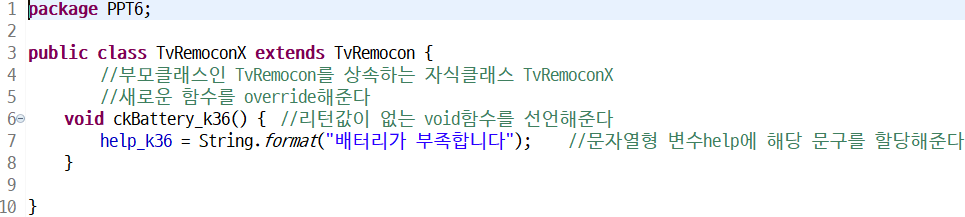 1 package PPT6;
2
3 public class TvRemoconX extends TvRemocon {
4 //부모클래스인 TvRemocon를 상속하는 자식클래스 TvRemoconX
5 //새로운 함수를 override해준다
6 void ckBattery_k36() { //리턴값이 없는 void함수를 선언해준다
7 help_k36 = String.format("배터리가 부족합니다"); //문자열형 변수help에 해당 문구를 할당해준다
8 }
9
10 }